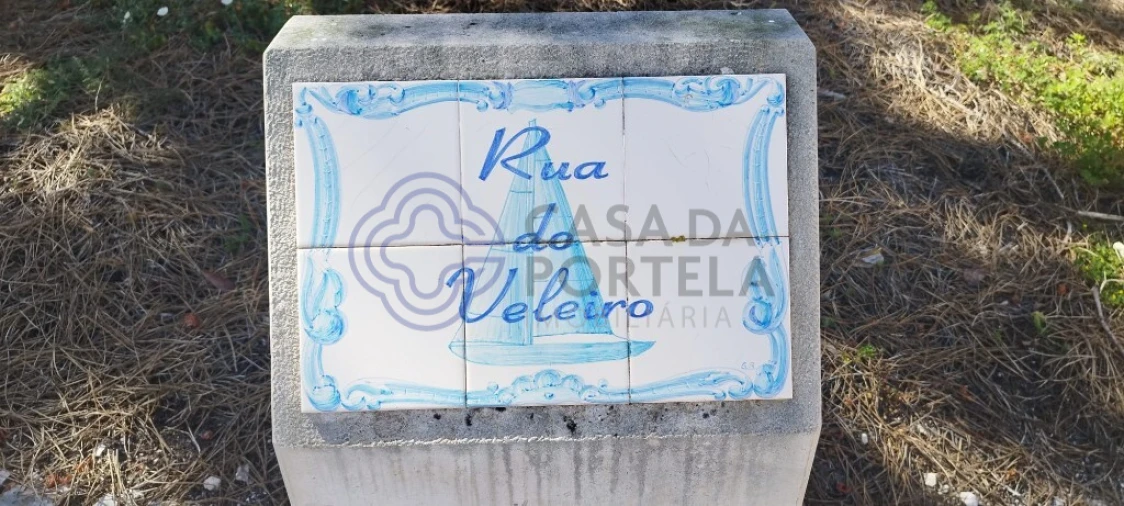 Rua
do
Veleiro
CASA DA
PORTELA
IMOBILIÁRIA
G.R.